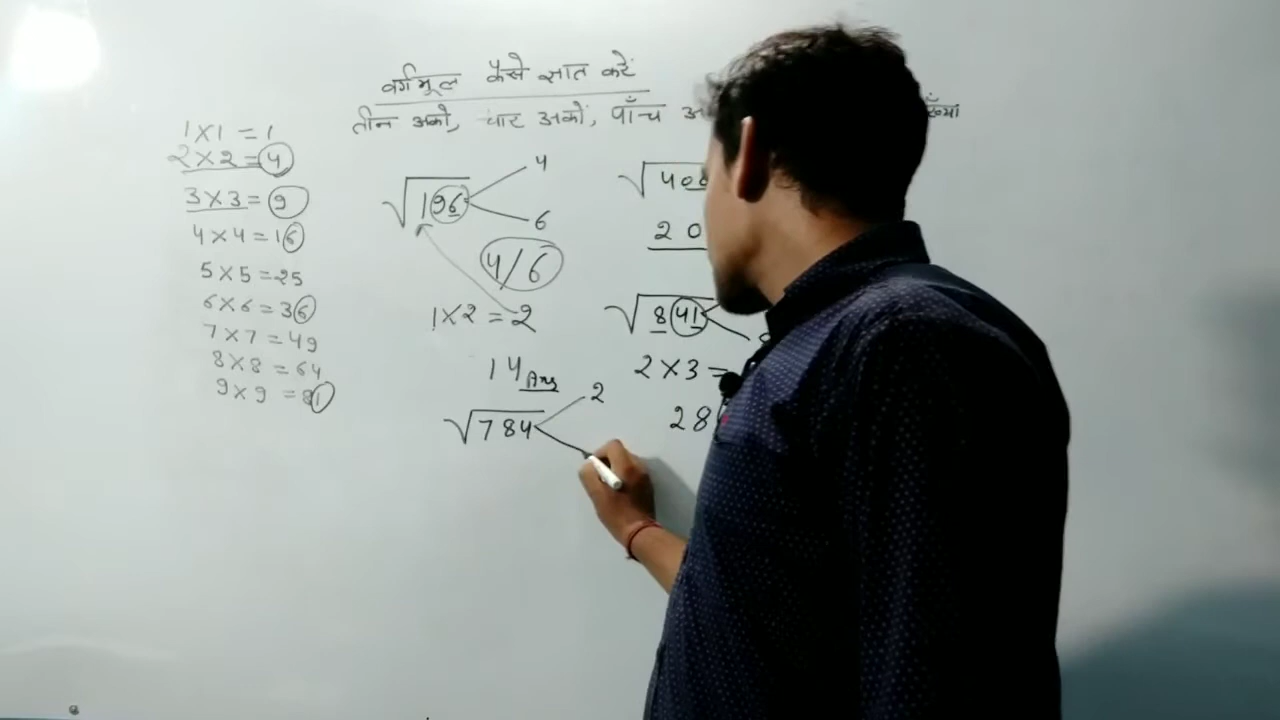 वर्गमूल कैसे ज्ञात करें
तीन अंको, चार अकों, पाँच
1×1 = 1
2×2 = 4
3×3 = 9
4×4 = 16
5×5 = 25
6×6 = 36
7×7 = 49
8×8 = 64
9×9 = 81
√196
4
6
4/6
1×2 = 2
14 Ans
√784
2
√40
20
√841
2×3 =
28